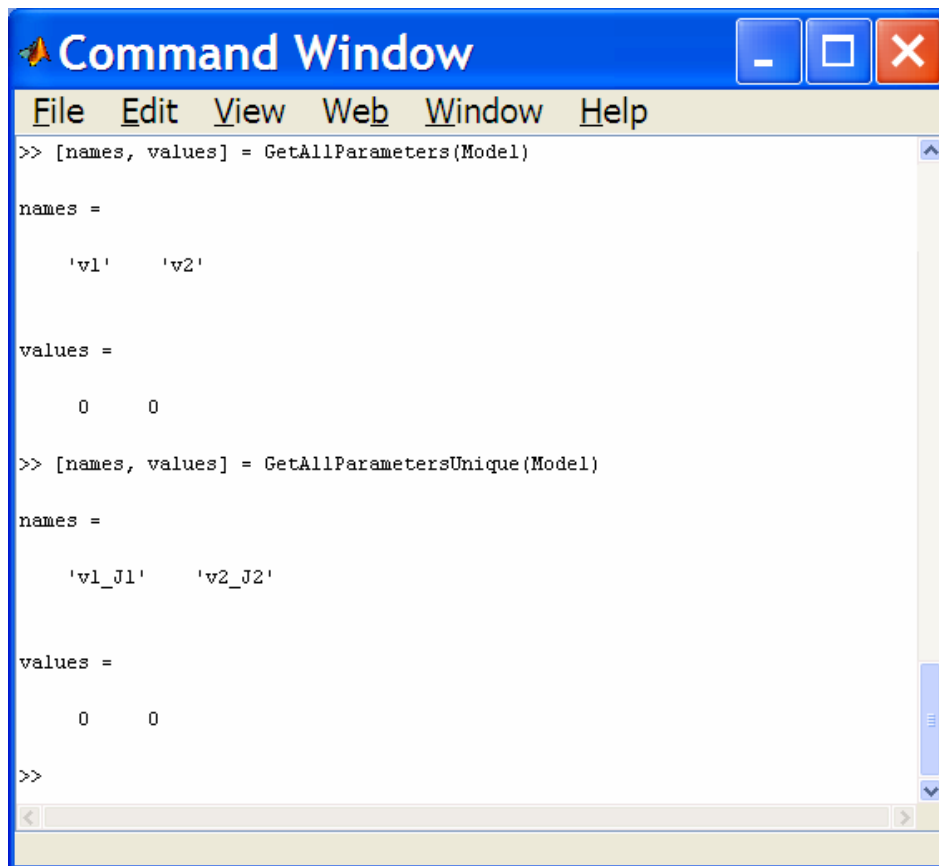 Command Window
File Edit View Web Window Help
>> [names, values] = GetAllParameters(Model)
names =
'v1' 'v2'
values =
0 0
>> [names, values] = GetAllParametersUnique(Model)
names =
'v1_J1' 'v2_J2'
values =
0 0
>>